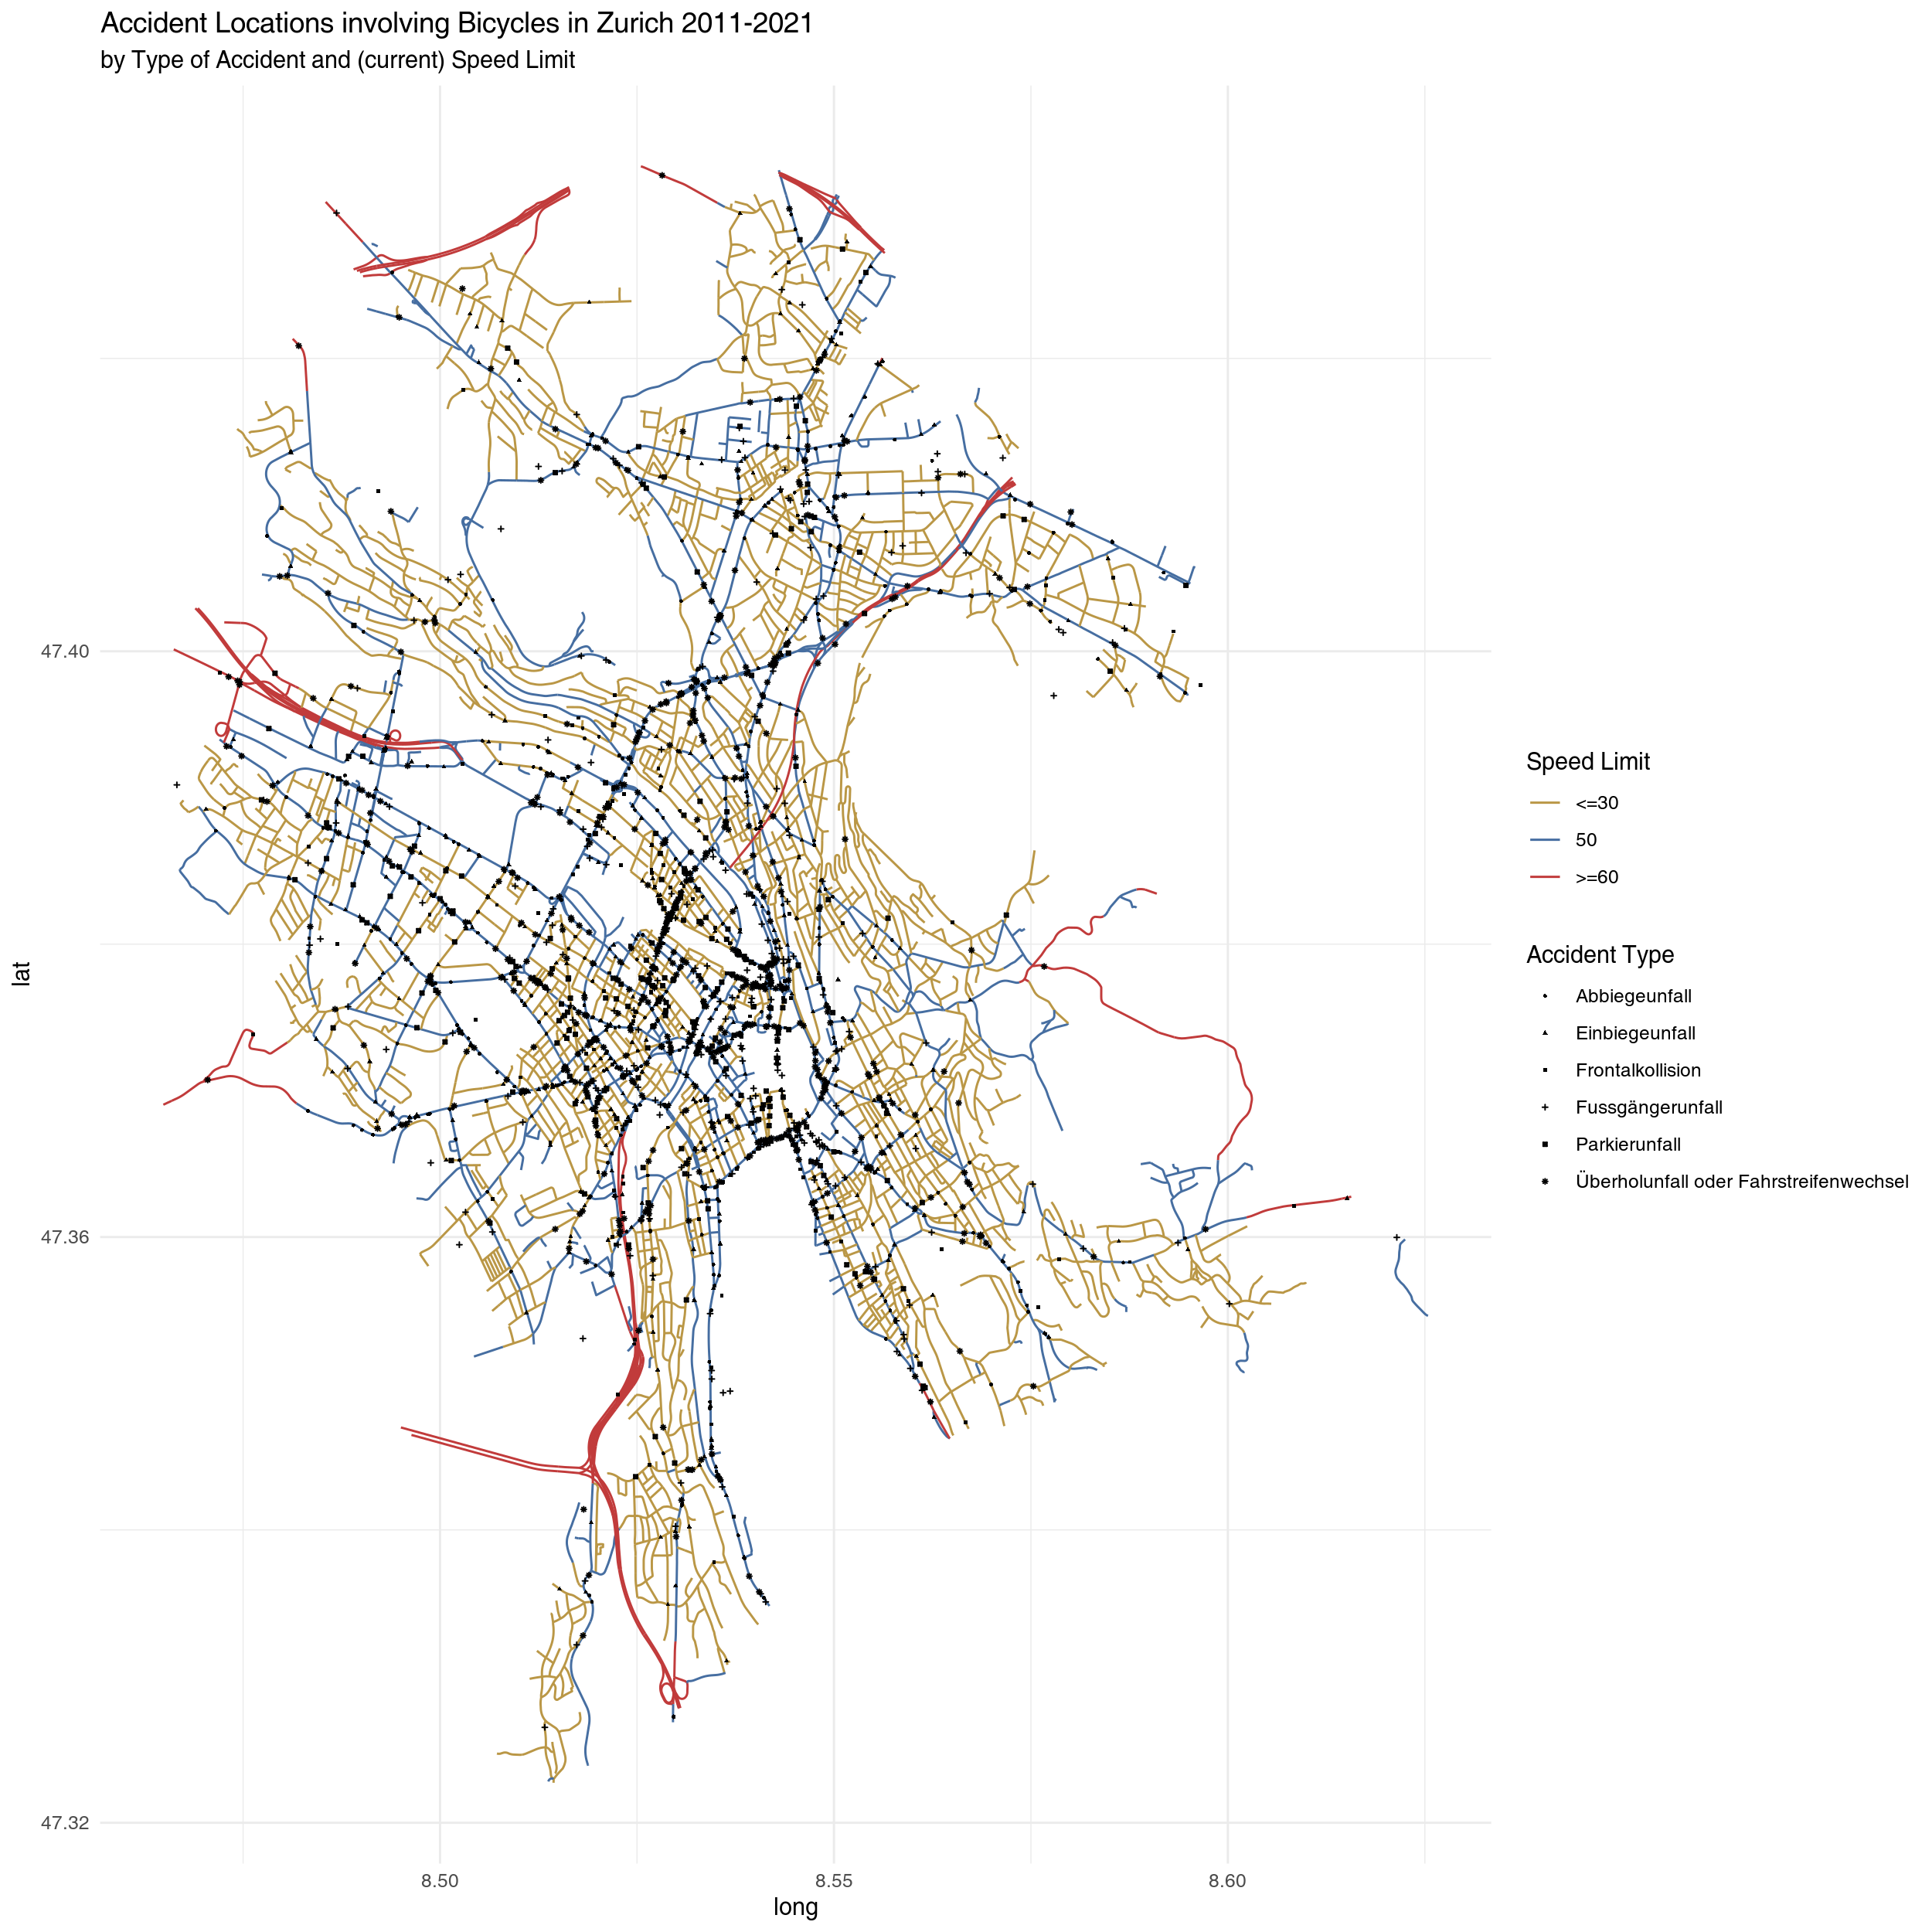 Accident Locations involving Bicycles in Zurich 2011-2021
by Type of Accident and (current) Speed Limit
47.40
47.36
47.32
lat
8.50
8.55
8.60
long
Speed Limit
<=30
50
>=60
Accident Type
Abbiegeunfall
Einbiegeunfall
Frontalkollision
Fussgängerunfall
Parkierunfall
Überholunfall oder Fahrstreifenwechsel